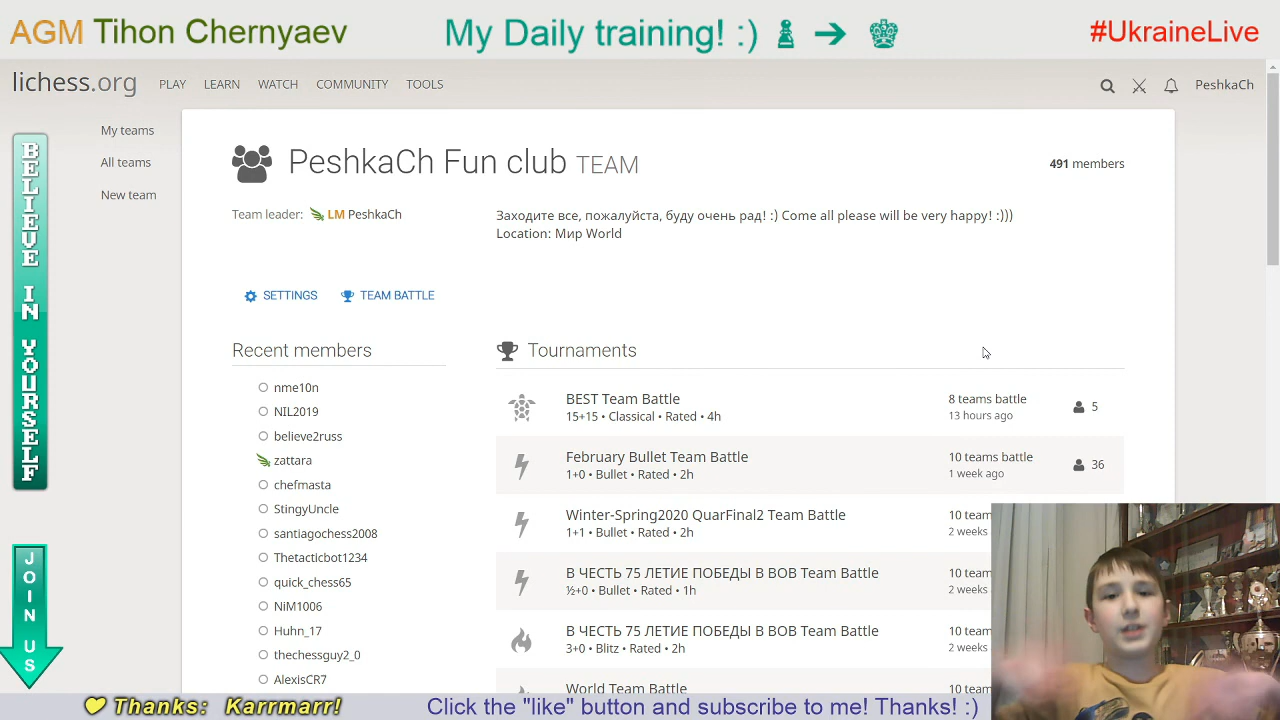 AGM Tihon Chernyaev
My Daily training! :)
#UkraineLive
lichess.org
PLAY
LEARN
WATCH
COMMUNITY
TOOLS
PeshkaCh
BELIEVE IN YOURSELF
JOIN US
My teams
All teams
New team
PeshkaCh Fun club TEAM
491 members
Team leader: LM PeshkaCh
Заходите все, пожалуйста, буду очень рад! :) Come all please will be very happy! :)))
Location: Мир World
SETTINGS
TEAM BATTLE
Recent members
nme10n
NIL2019
believe2russ
zattara
chefmasta
StingyUncle
santiagochess2008
Thetacticbot1234
quick_chess65
NiM1006
Huhn_17
thechessguy2_0
AlexisCR7
Tournaments
BEST Team Battle
15+15 • Classical • Rated • 4h
8 teams battle
13 hours ago
5
February Bullet Team Battle
1+0 • Bullet • Rated • 2h
10 teams battle
1 week ago
36
Winter-Spring2020 QuarFinal2 Team Battle
1+1 • Bullet • Rated • 2h
10 team
2 weeks
В ЧЕСТЬ 75 ЛЕТИЕ ПОБЕДЫ В ВОВ Team Battle
½+0 • Bullet • Rated • 1h
10 team
2 weeks
В ЧЕСТЬ 75 ЛЕТИЕ ПОБЕДЫ В ВОВ Team Battle
3+0 • Blitz • Rated • 2h
10 team
2 weeks
World Team Battle
10 team
Thanks: Karrmarr!
Click the "like" button and subscribe to me! Thanks! :)